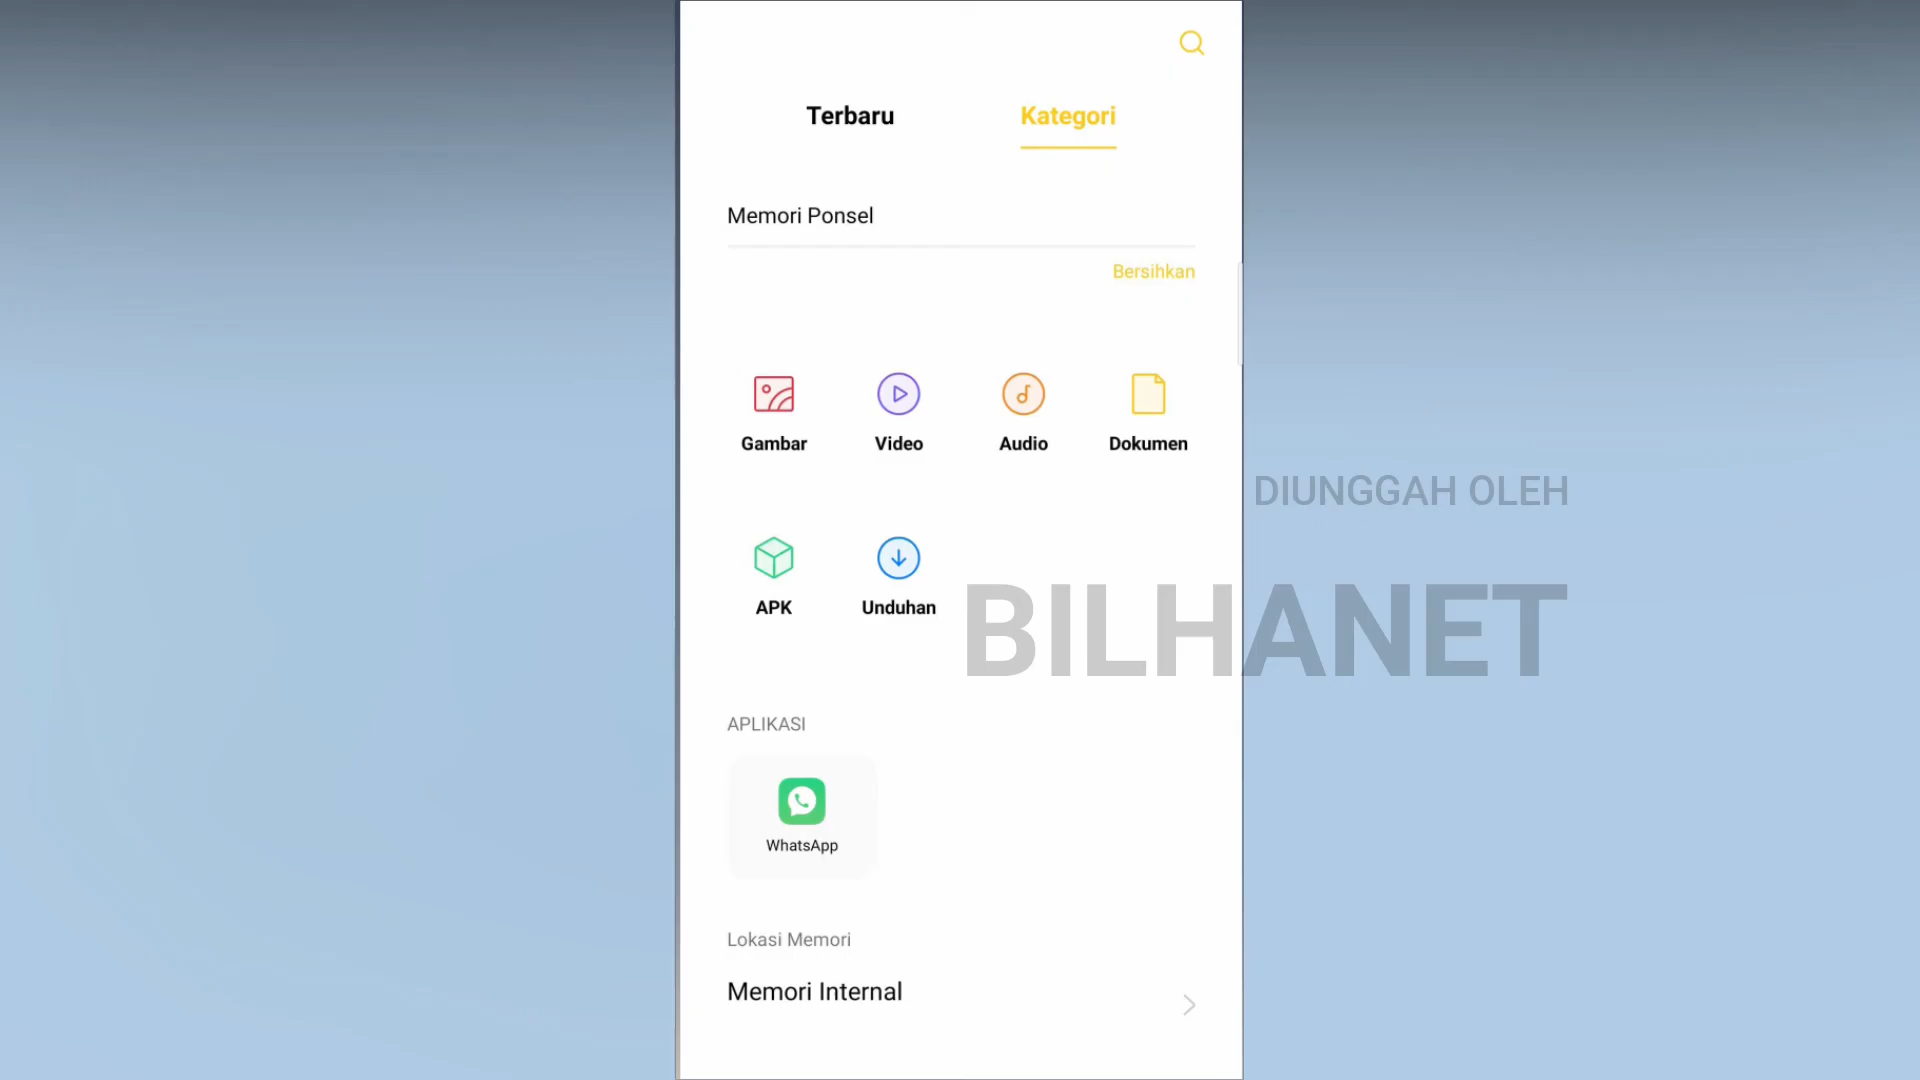 Terbaru
Kategori
Memori Ponsel
Bersihkan
Gambar
Video
Audio
Dokumen
DIUNGGAH OLEH
APK
Unduhan
BILHANET
APLIKASI
WhatsApp
Lokasi Memori
Memori Internal